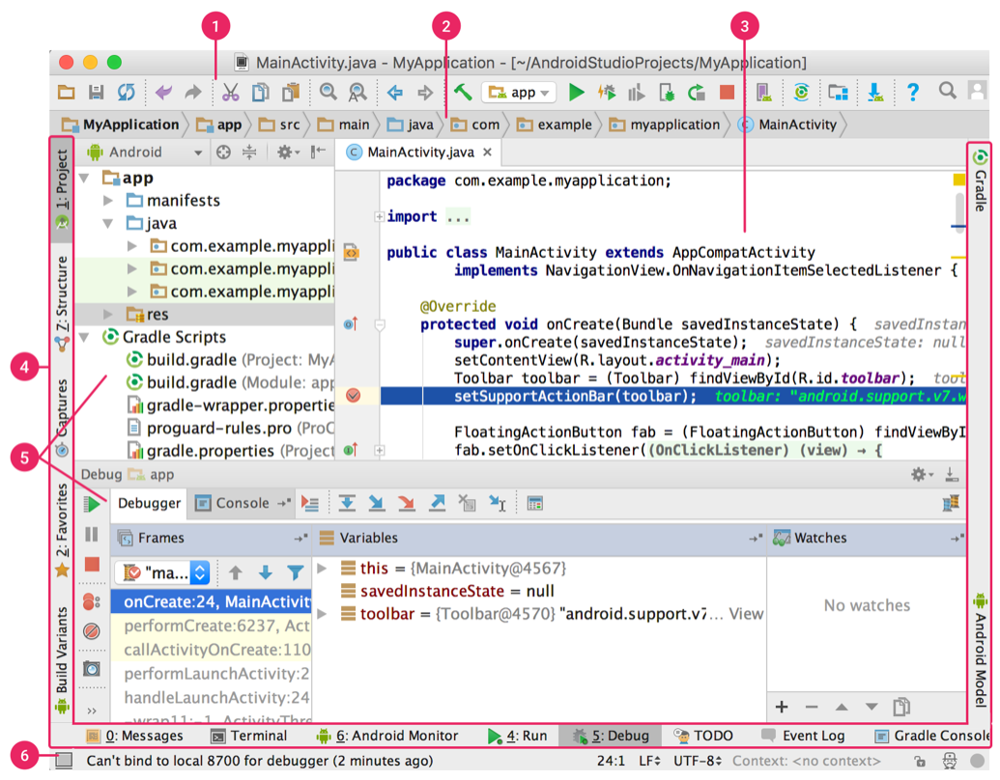 1
2
3
MainActivity.java - MyApplication - [~/AndroidStudioProjects/MyApplication]
app
MyApplication app src main java com example myapplication MainActivity
1: Project
Z: Structure
Captures
2: Favorites
Build Variants
4
5
6
Android
app
manifests
java
com.example.myappli
com.example.myappli
com.example.myappli
res
Gradle Scripts
build.gradle (Project: MyA
build.gradle (Module: app
gradle-wrapper.properties
proguard-rules.pro (ProC
gradle.properties (Project
MainActivity.java
package com.example.myapplication;
import ...
public class MainActivity extends AppCompatActivity
implements NavigationView.OnNavigationItemSelectedListener {
@Override
protected void onCreate(Bundle savedInstanceState) { savedInstan
super.onCreate(savedInstanceState); savedInstanceState: null
setContentView(R.layout.activity_main);
Toolbar toolbar = (Toolbar) findViewById(R.id.toolbar); tool
setSupportActionBar(toolbar); toolbar: "android.support.v7.w
FloatingActionButton fab = (FloatingActionButton) findViewByI
fab.setOnClickListener((OnClickListener) (view) → {
Gradle
Android Model
Debug app
Debugger Console
Frames
"ma...
onCreate:24, MainActivit
performCreate:6237, Act
callActivityOnCreate:110
performLaunchActivity:2
handleLaunchActivity:24
-wrap11:-1, ActivityThre
Variables
this = {MainActivity@4567}
savedInstanceState = null
toolbar = {Toolbar@4570} "android.support.v7... View
Watches
No watches
0: Messages Terminal 6: Android Monitor 4: Run 5: Debug TODO Event Log Gradle Console
Can't bind to local 8700 for debugger (2 minutes ago) 24:1 LF UTF-8 Context: <no context>